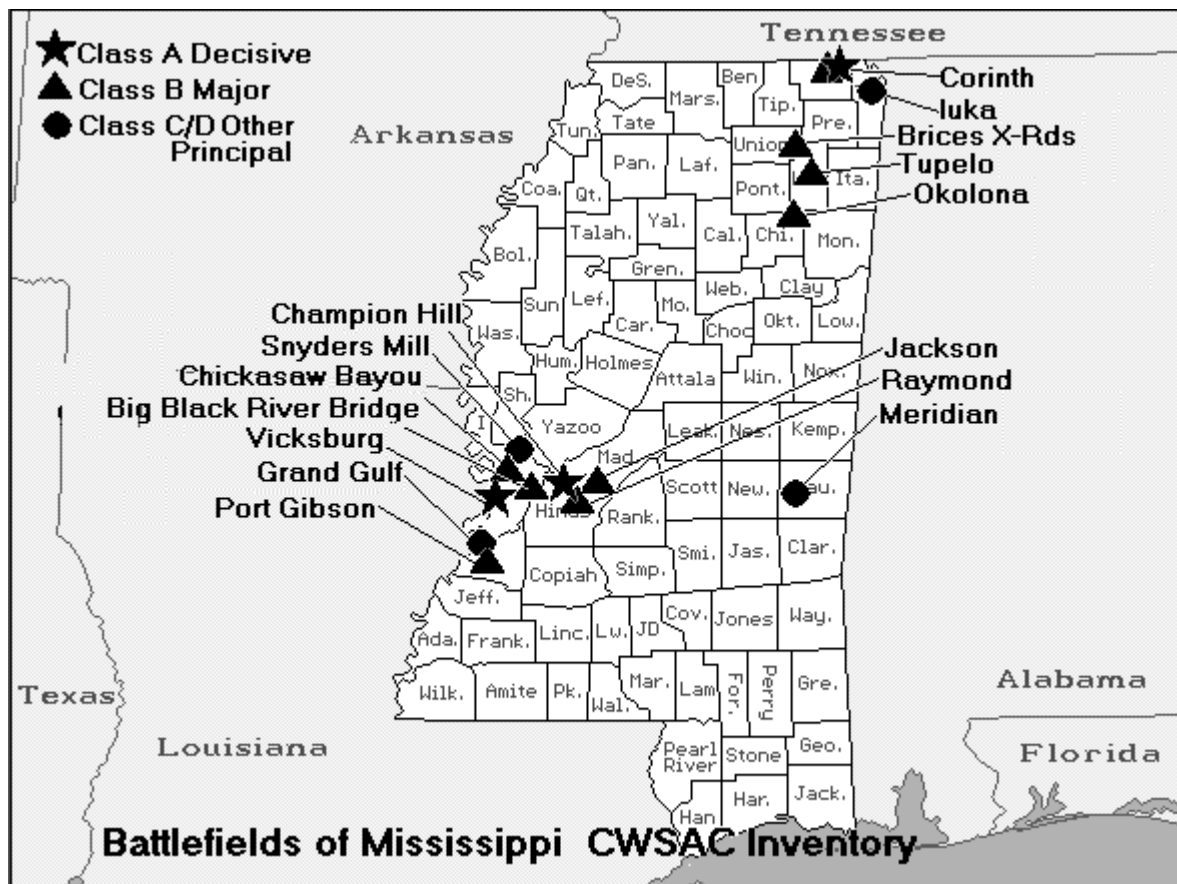 Class A Decisive
Class B Major
Class C/D Other
Principal
Tennessee
Arkansas
Texas
Louisiana
Alabama
Florida
Corinth
Iuka
Brices X-Rds
Tupelo
Okolona
Champion Hill
Snyders Mill
Chickasaw Bayou
Big Black River Bridge
Vicksburg
Grand Gulf
Port Gibson
Jackson
Raymond
Meridian
DeS.
Mars.
Ben
Tip.
Pre.
Tun.
Tate
Union
Pan.
Laf.
Pont.
Ita.
Coa.
Qt.
Yal.
Talah.
Cal.
Chi.
Mon.
Bol.
Gren.
Clay
Web.
Sun
Lef.
Mo.
Car.
Choc
Okt.
Low.
Was.
Hum.
Holmes
Attala
Win.
Nox.
Sh.
I
Yazoo
Leak.
Nes.
Kemp.
Mad.
Scott
New.
au.
Hinds
Rank.
Smi.
Jas.
Clar.
Copiah
Simp.
Jeff.
Cov.
Jones
Way.
Ada.
Frank.
Linc.
Lw.
JD
Wilk.
Amite
Pk.
Wal.
Mar.
Lam
For.
Perry
Gre.
Pearl
River
Stone
Geo.
Han
Har.
Jack.
Battlefields of Mississippi CWSAC Inventory